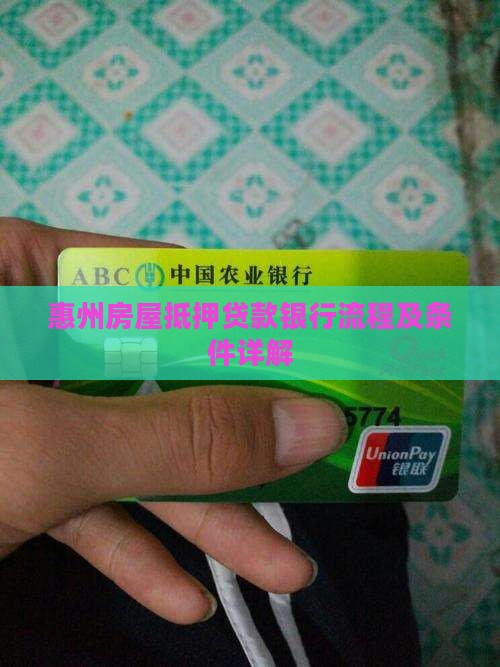 ABC 中国农业银行
惠州房屋抵押贷款银行流程及条
件详解
5774
UnionPay
银联